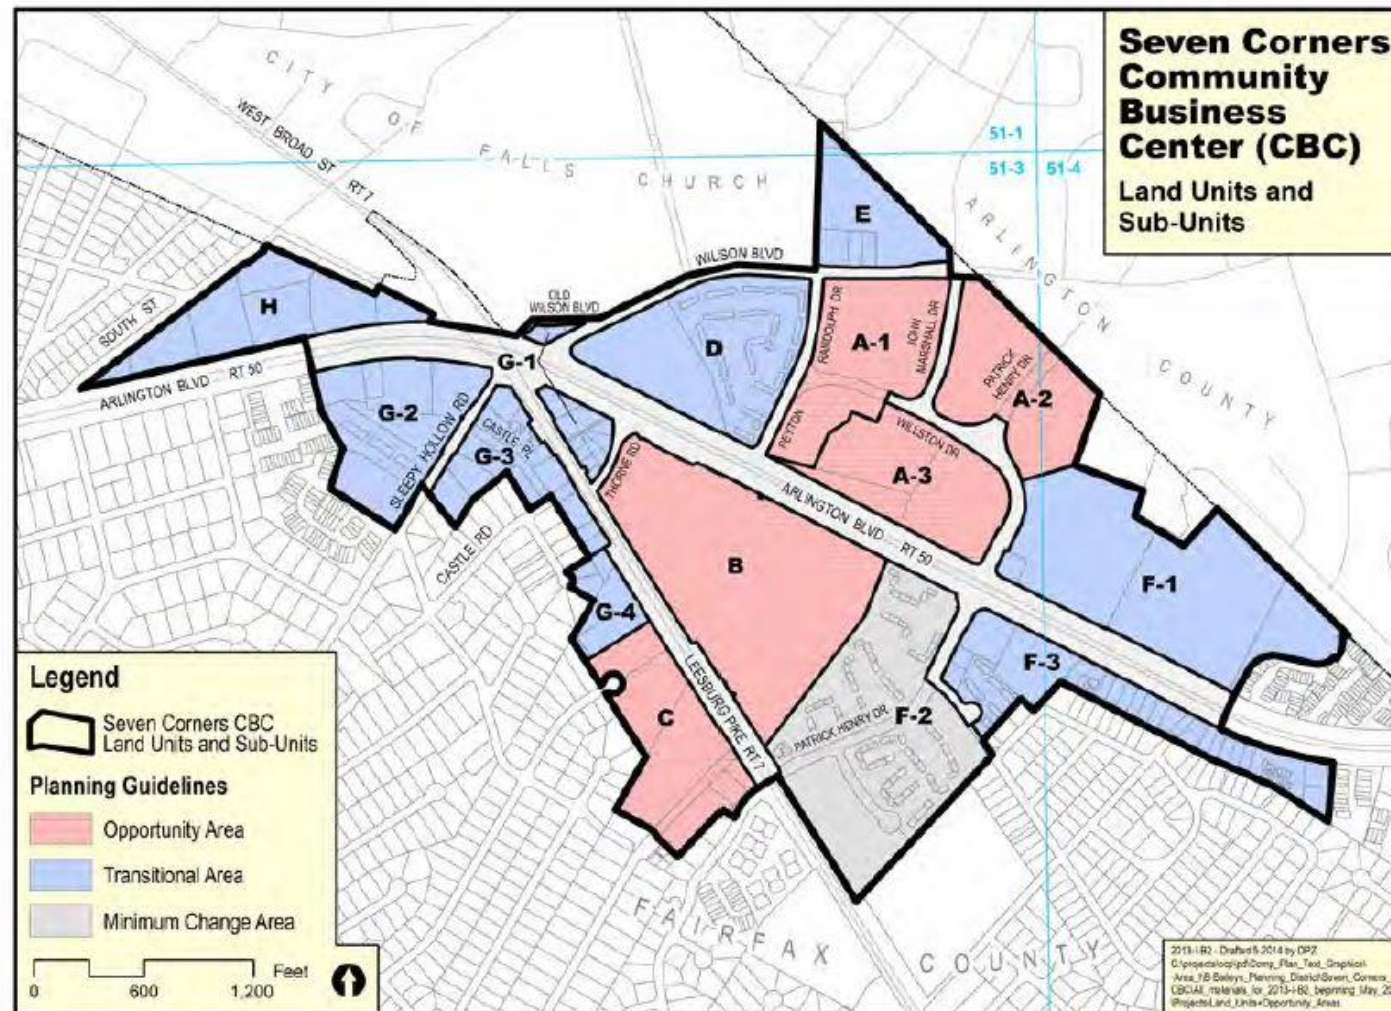 Seven Corners
Community
Business
Center (CBC)
Land Units and
Sub-Units
51-1
51-3
51-4
CITY OF FALLS CHURCH
ARLINGTON COUNTY
FAIRFAX COUNTY
WEST BROAD ST RT 7
SOUTH ST
ARLINGTON BLVD RT 50
OLD
WILSON BLVD
WILSON BLVD
RANDOLPH DR
JOHN
MARSHALL DR
PATRICK
HENRY DR
PEYTON
WILLSTON DR
ARLINGTON BLVD RT 50
SLEEPY HOLLOW RD
CASTLE RD
THORNE RD
LEESBURG PIKE RT 7
PATRICK HENRY DR
E
H
D
G-1
G-2
G-3
G-4
A-1
A-2
A-3
B
C
F-1
F-2
F-3
Legend
Seven Corners CBC
Land Units and Sub-Units
Planning Guidelines
Opportunity Area
Transitional Area
Minimum Change Area
Feet
0 600 1,200